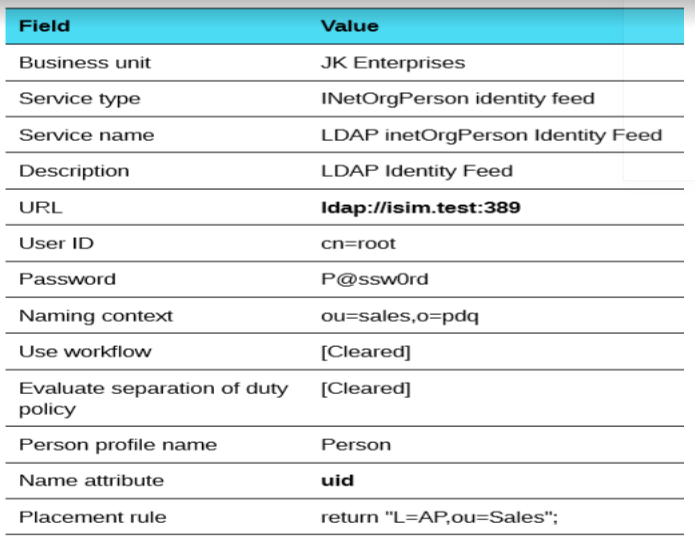 Field Value
Business unit JK Enterprises
Service type INetOrgPerson identity feed
Service name LDAP inetOrgPerson Identity Feed
Description LDAP Identity Feed
URL ldap://isim.test:389
User ID cn=root
Password P@ssw0rd
Naming context ou=sales,o=pdq
Use workflow [Cleared]
Evaluate separation of duty [Cleared]
policy
Person profile name Person
Name attribute uid
Placement rule return "L=AP,ou=Sales";